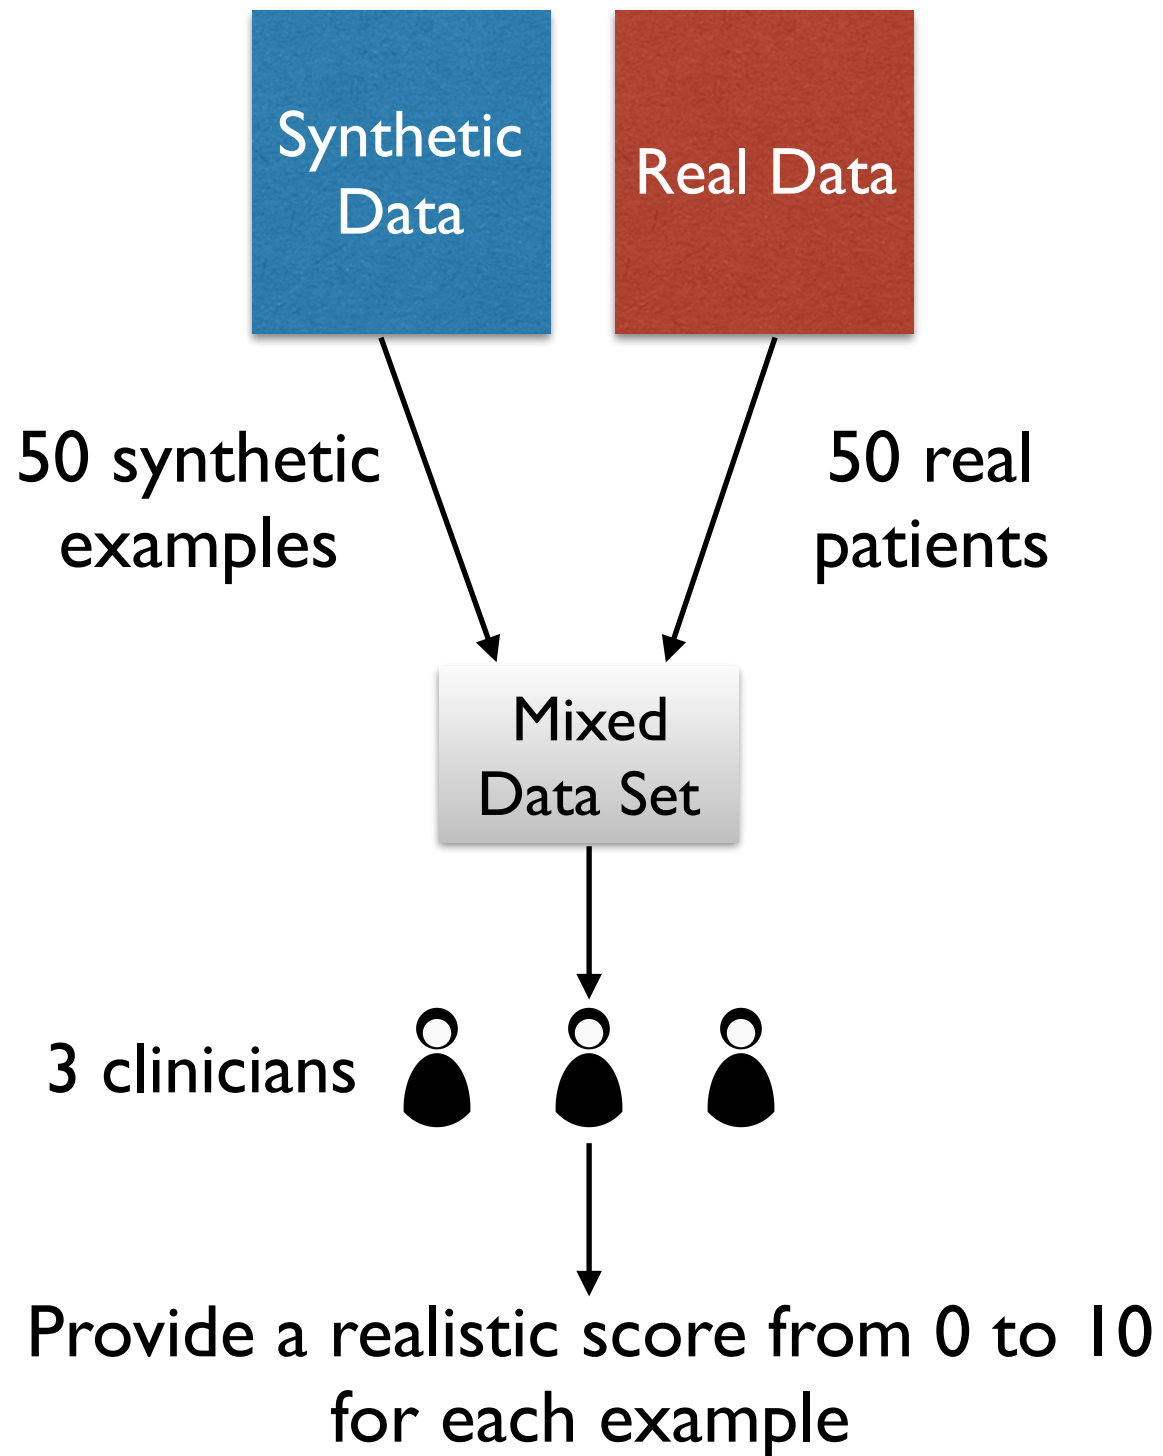 Synthetic
Data
Real Data
50 synthetic
examples
50 real
patients
Mixed
Data Set
3 clinicians
Provide a realistic score from 0 to 10
for each example